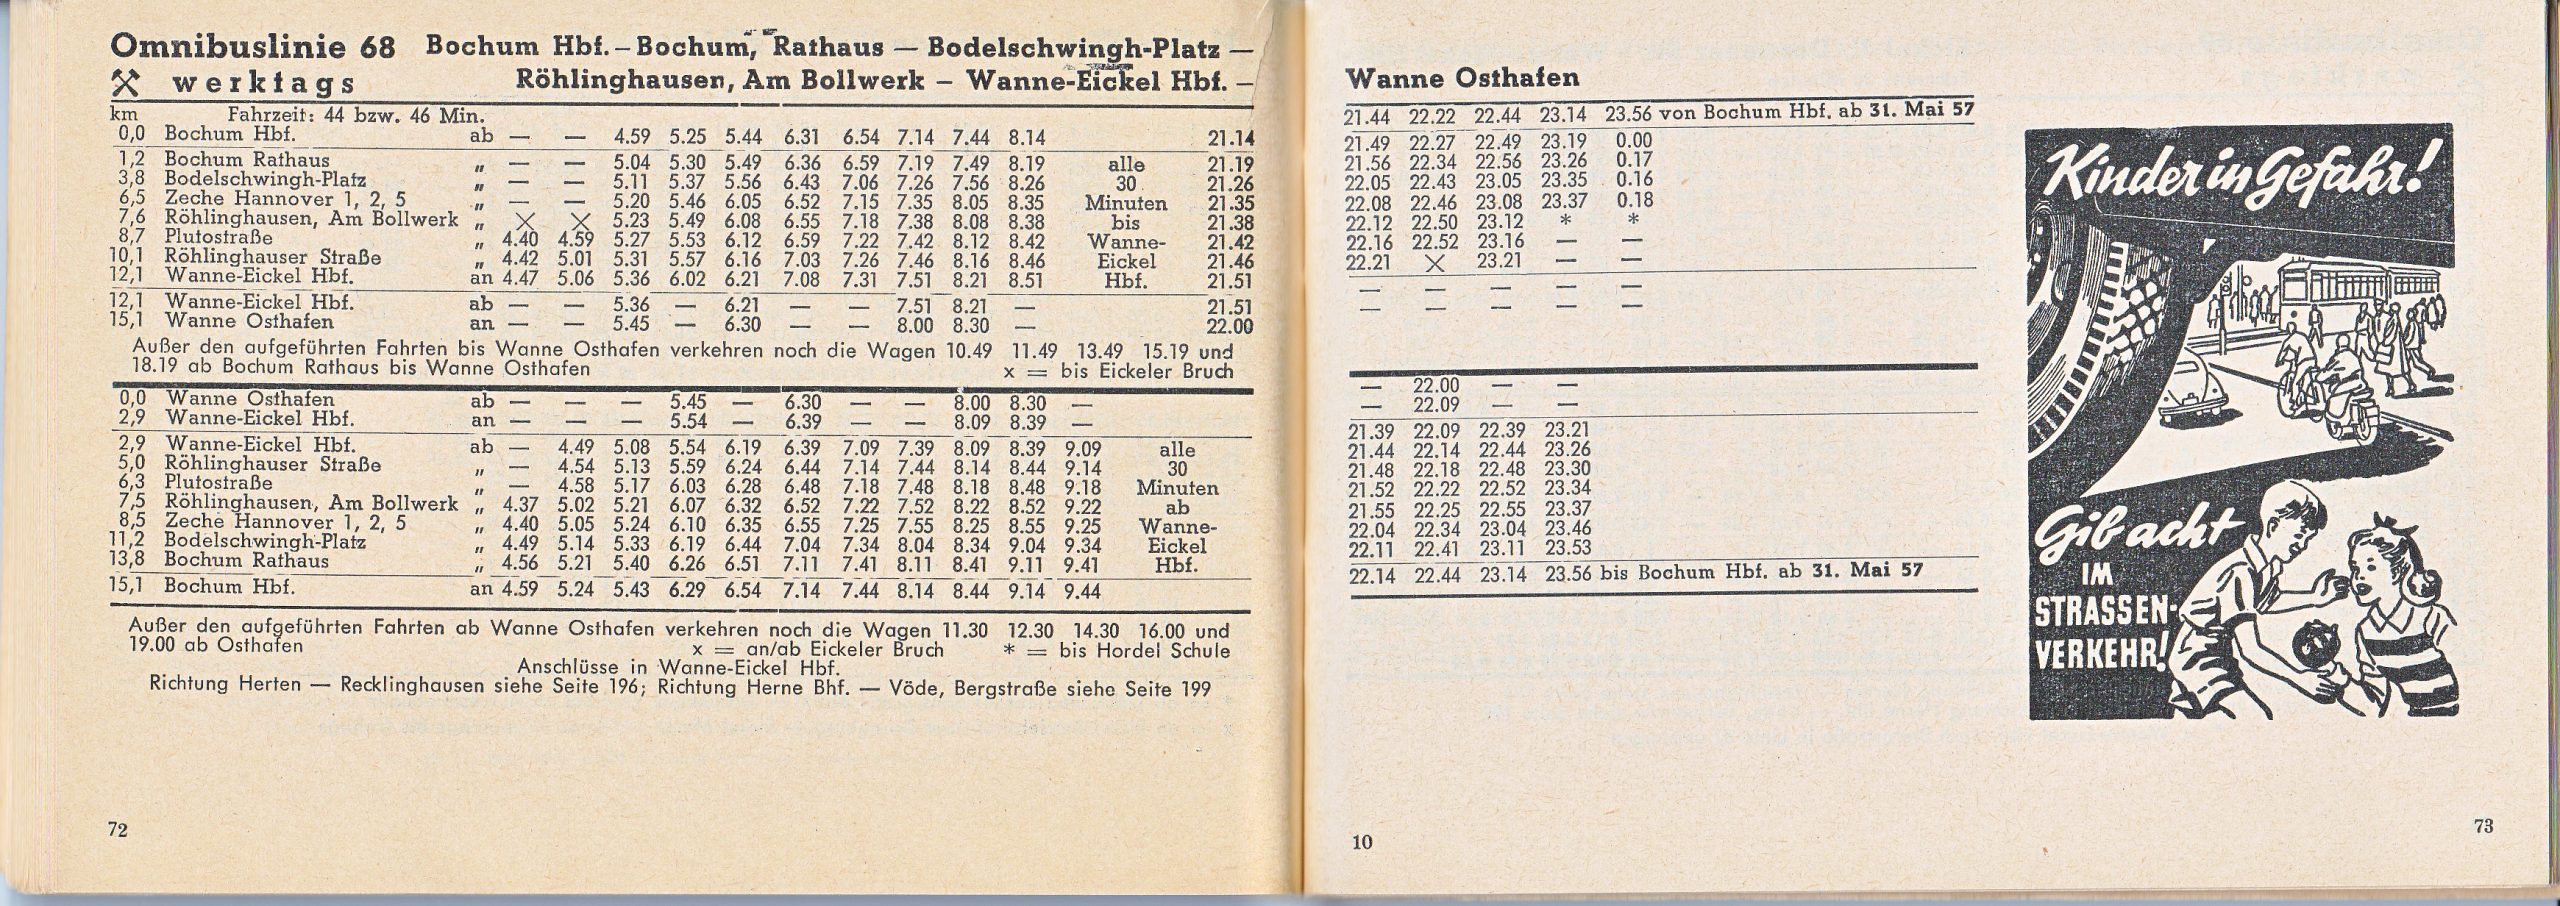 Omnibuslinie 68 Bochum Hbf. – Bochum, Rathaus — Bodelschwingh-Platz —
werktags Röhlinghausen, Am Bollwerk – Wanne-Eickel Hbf. –
km Fahrzeit: 44 bzw. 46 Min.
0,0 Bochum Hbf. ab — — 4.59 5.25 5.44 6.31 6.54 7.14 7.44 8.14 21.14
1,2 Bochum Rathaus „ — — 5.04 5.30 5.49 6.36 6.59 7.19 7.49 8.19 alle 21.19
3,8 Bodelschwingh-Platz „ — — 5.11 5.37 5.56 6.43 7.06 7.26 7.56 8.26 30 21.26
6,5 Zeche Hannover 1, 2, 5 „ — — 5.20 5.46 6.05 6.52 7.15 7.35 8.05 8.35 Minuten 21.35
7,6 Röhlinghausen, Am Bollwerk „ X X 5.23 5.49 6.08 6.55 7.18 7.38 8.08 8.38 bis 21.38
8,7 Plutostraße „ 4.40 4.59 5.27 5.53 6.12 6.59 7.22 7.42 8.12 8.42 Wanne- 21.42
10,1 Röhlinghauser Straße „ 4.42 5.01 5.31 5.57 6.16 7.03 7.26 7.46 8.16 8.46 Eickel 21.46
12,1 Wanne-Eickel Hbf. an 4.47 5.06 5.36 6.02 6.21 7.08 7.31 7.51 8.21 8.51 Hbf. 21.51
12,1 Wanne-Eickel Hbf. ab — — 5.36 — 6.21 — — 7.51 8.21 — 21.51
15,1 Wanne Osthafen an — — 5.45 — 6.30 — — 8.00 8.30 — 22.00
Außer den aufgeführten Fahrten bis Wanne Osthafen verkehren noch die Wagen 10.49 11.49 13.49 15.19 und
18.19 ab Bochum Rathaus bis Wanne Osthafen x = bis Eickeler Bruch
0,0 Wanne Osthafen ab — — — 5.45 — 6.30 — — 8.00 8.30 —
2,9 Wanne-Eickel Hbf. an — — — 5.54 — 6.39 — — 8.09 8.39 —
2,9 Wanne-Eickel Hbf. ab — 4.49 5.08 5.54 6.19 6.39 7.09 7.39 8.09 8.39 9.09 alle
5,0 Röhlinghauser Straße „ — 4.54 5.13 5.59 6.24 6.44 7.14 7.44 8.14 8.44 9.14 30
6,3 Plutostraße „ — 4.58 5.17 6.03 6.28 6.48 7.18 7.48 8.18 8.48 9.18 Minuten
7,5 Röhlinghausen, Am Bollwerk „ 4.37 5.02 5.21 6.07 6.32 6.52 7.22 7.52 8.22 8.52 9.22 ab
8,5 Zeche Hannover 1, 2, 5 „ 4.40 5.05 5.24 6.10 6.35 6.55 7.25 7.55 8.25 8.55 9.25 Wanne-
11,2 Bodelschwingh-Platz „ 4.49 5.14 5.33 6.19 6.44 7.04 7.34 8.04 8.34 9.04 9.34 Eickel
13,8 Bochum Rathaus „ 4.56 5.21 5.40 6.26 6.51 7.11 7.41 8.11 8.41 9.11 9.41 Hbf.
15,1 Bochum Hbf. an 4.59 5.24 5.43 6.29 6.54 7.14 7.44 8.14 8.44 9.14 9.44
Außer den aufgeführten Fahrten ab Wanne Osthafen verkehren noch die Wagen 11.30 12.30 14.30 16.00 und
19.00 ab Osthafen x = an/ab Eickeler Bruch * = bis Hordel Schule
Anschlüsse in Wanne-Eickel Hbf.
Richtung Herten — Recklinghausen siehe Seite 196; Richtung Herne Bhf. — Vöde, Bergstraße siehe Seite 199
72
Wanne Osthafen
21.44 22.22 22.44 23.14 23.56 von Bochum Hbf. ab 31. Mai 57
21.49 22.27 22.49 23.19 0.00
21.56 22.34 22.56 23.26 0.17
22.05 22.43 23.05 23.35 0.16
22.08 22.46 23.08 23.37 0.18
22.12 22.50 23.12 * *
22.16 22.52 23.16 — —
22.21 X 23.21 — —
— — — — —
— — — — —
— 22.00 — —
— 22.09 — —
21.39 22.09 22.39 23.21
21.44 22.14 22.44 23.26
21.48 22.18 22.48 23.30
21.52 22.22 22.52 23.34
21.55 22.25 22.55 23.37
22.04 22.34 23.04 23.46
22.11 22.41 23.11 23.53
22.14 22.44 23.14 23.56 bis Bochum Hbf. ab 31. Mai 57
Kinder in Gefahr!
Gib acht
IM
STRASSEN-
VERKEHR!
10
73